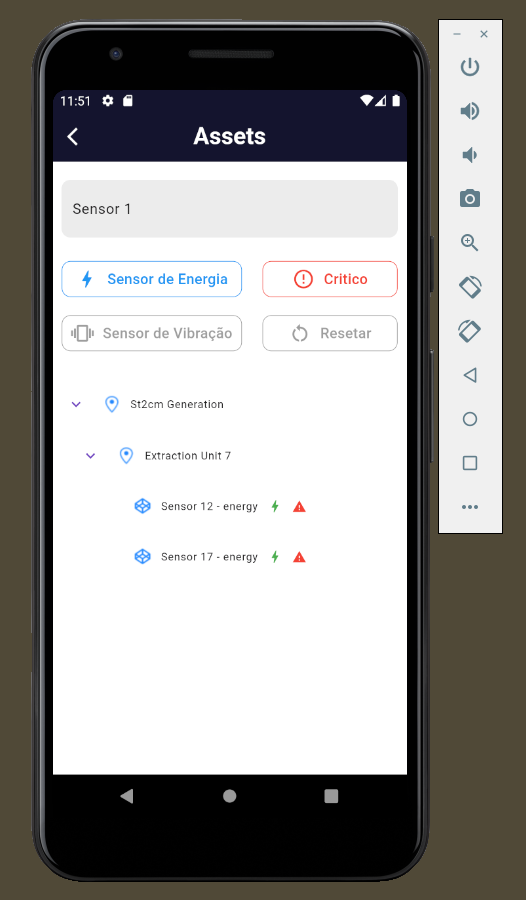 11:51
Assets
Sensor 1
Sensor de Energia
Critico
Sensor de Vibração
Resetar
St2cm Generation
Extraction Unit 7
Sensor 12 - energy
Sensor 17 - energy